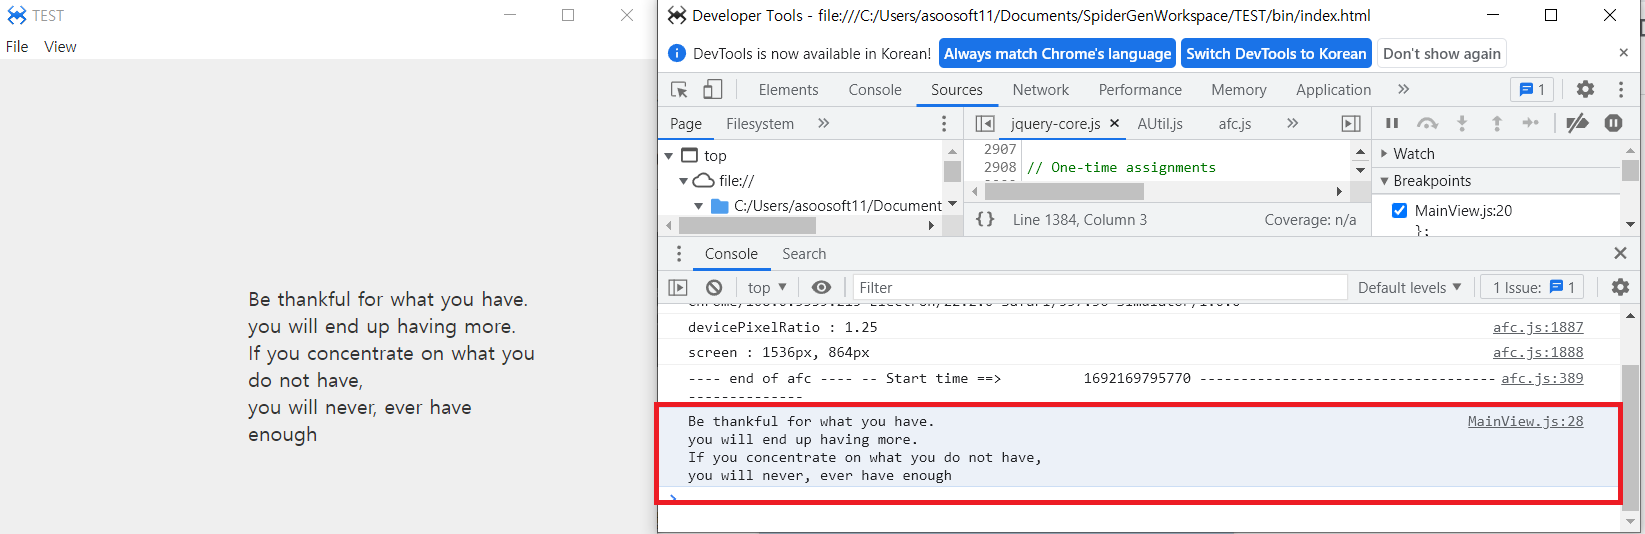 TEST
File View
Be thankful for what you have.
you will end up having more.
If you concentrate on what you
do not have,
you will never, ever have
enough
Developer Tools - file:///C:/Users/asoosoft11/Documents/SpiderGenWorkspace/TEST/bin/index.html
DevTools is now available in Korean! Always match Chrome's language Switch DevTools to Korean Don't show again
Elements Console Sources Network Performance Memory Application 1
Page Filesystem
jquery-core.js AUtil.js afc.js
top
file://
C:/Users/asoosoft11/Document
2907
2908 // One-time assignments
{} Line 1384, Column 3 Coverage: n/a
Watch
Breakpoints
MainView.js:20
};
Console Search
top Filter Default levels 1 Issue: 1
devicePixelRatio : 1.25 afc.js:1887
screen : 1536px, 864px afc.js:1888
---- end of afc ---- -- Start time ==> 1692169795770 ------------------------------------ afc.js:389
--------------
Be thankful for what you have. MainView.js:28
you will end up having more.
If you concentrate on what you do not have,
you will never, ever have enough